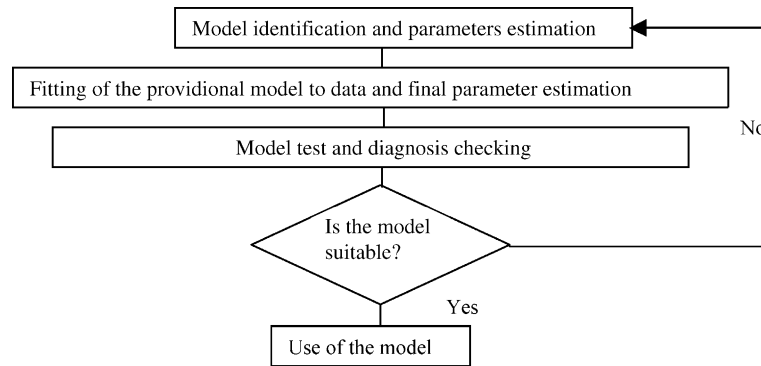 Model identification and parameters estimation
Fitting of the providional model to data and final parameter estimation
No
Model test and diagnosis checking
Is the model
suitable?
Yes
Use of the model